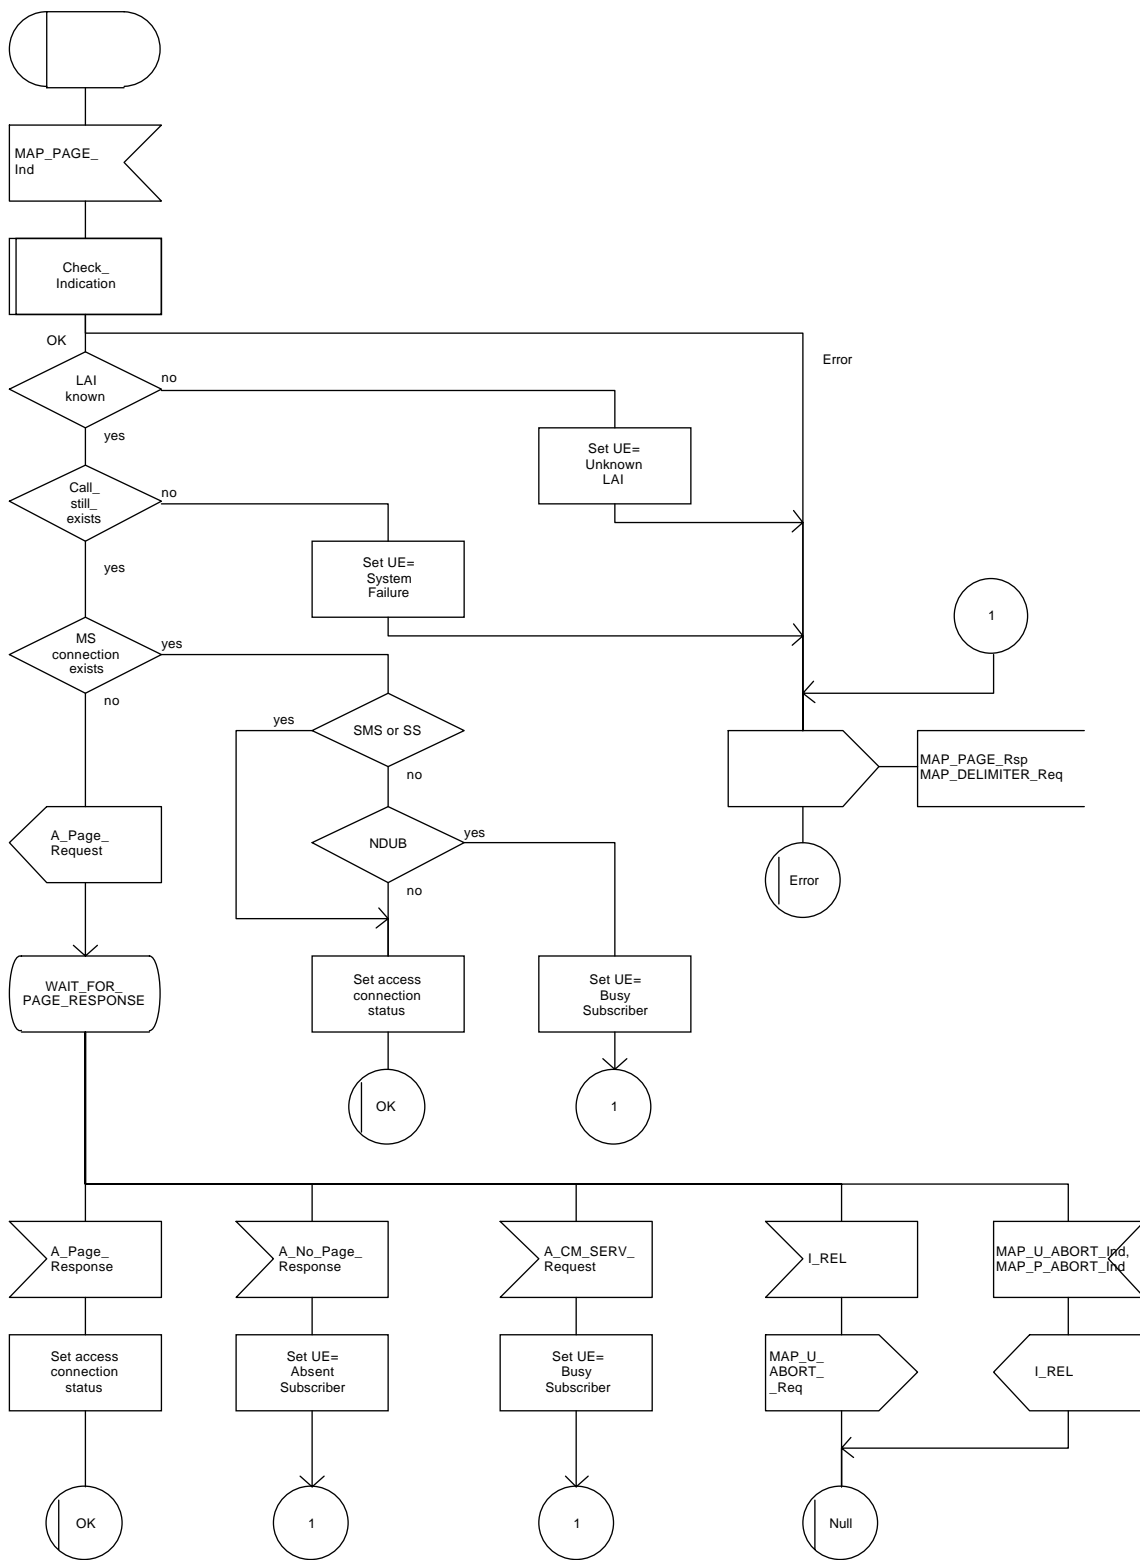 MAP_PAGE_
Ind
Check_
Indication
OK
Error
LAI
known
no
yes
Set UE=
Unknown
LAI
Call_
still_
exists
no
yes
Set UE=
System
Failure
1
MS
connection
exists
yes
no
SMS or SS
yes
no
MAP_PAGE_Rsp
MAP_DELIMITER_Req
A_Page_
Request
NDUB
yes
no
Error
WAIT_FOR_
PAGE_RESPONSE
Set access
connection
status
Set UE=
Busy
Subscriber
OK
1
A_Page_
Response
A_No_Page_
Response
A_CM_SERV_
Request
I_REL
MAP_U_ABORT_Ind,
MAP_P_ABORT_Ind
Set access
connection
status
Set UE=
Absent
Subscriber
Set UE=
Busy
Subscriber
MAP_U_
ABORT_
_Req
I_REL
OK
1
1
Null